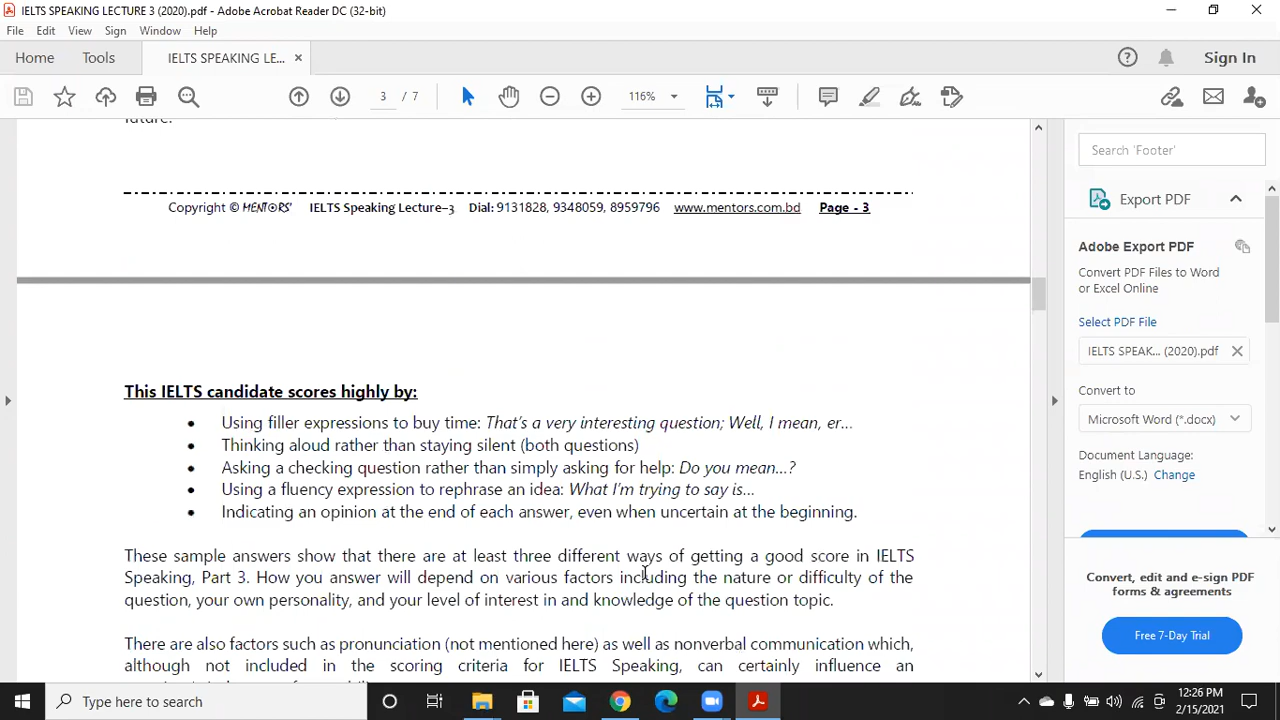 IELTS SPEAKING LECTURE 3 (2020).pdf - Adobe Acrobat Reader DC (32-bit)
File Edit View Sign Window Help
Home Tools IELTS SPEAKING LE... ×
Sign In
3 / 7 116%
future.
Copyright © MENTORS' IELTS Speaking Lecture–3 Dial: 9131828, 9348059, 8959796 www.mentors.com.bd Page - 3
This IELTS candidate scores highly by:
• Using filler expressions to buy time: That's a very interesting question; Well, I mean, er...
• Thinking aloud rather than staying silent (both questions)
• Asking a checking question rather than simply asking for help: Do you mean...?
• Using a fluency expression to rephrase an idea: What I'm trying to say is...
• Indicating an opinion at the end of each answer, even when uncertain at the beginning.
These sample answers show that there are at least three different ways of getting a good score in IELTS
Speaking, Part 3. How you answer will depend on various factors including the nature or difficulty of the
question, your own personality, and your level of interest in and knowledge of the question topic.
There are also factors such as pronunciation (not mentioned here) as well as nonverbal communication which,
although not included in the scoring criteria for IELTS Speaking, can certainly influence an
Search 'Footer'
Export PDF
Adobe Export PDF
Convert PDF Files to Word
or Excel Online
Select PDF File
IELTS SPEAK... (2020).pdf
Convert to
Microsoft Word (*.docx)
Document Language:
English (U.S.) Change
Convert, edit and e-sign PDF
forms & agreements
Free 7-Day Trial
Type here to search
12:26 PM
2/15/2021